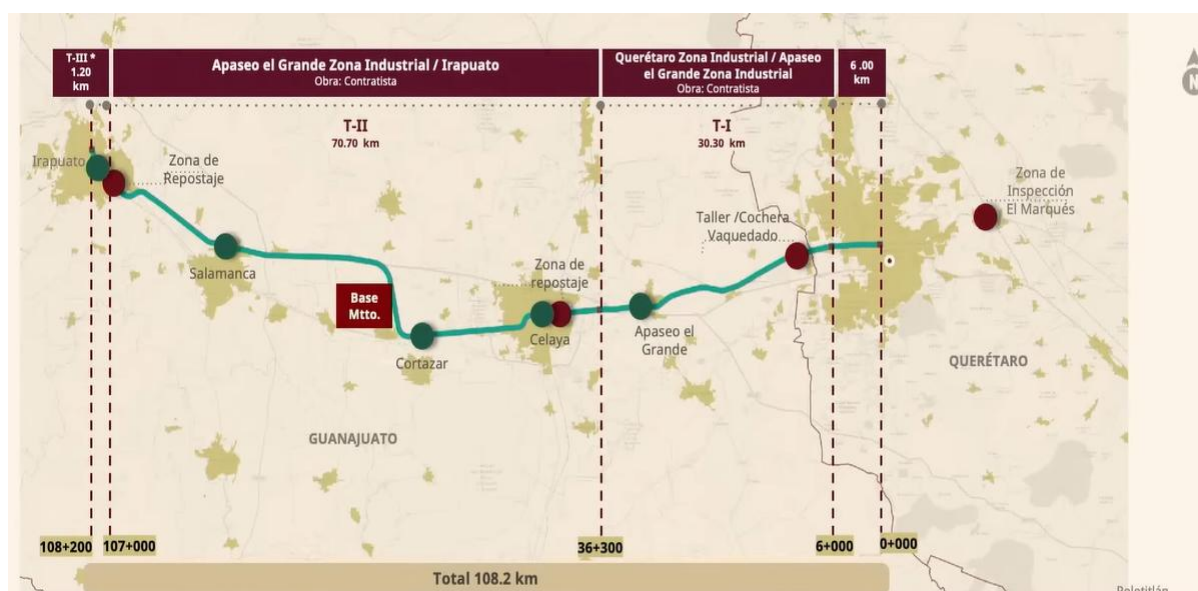 T-III *
1.20
km
Apaseo el Grande Zona Industrial / Irapuato
Obra: Contratista
Querétaro Zona Industrial / Apaseo
el Grande Zona Industrial
Obra: Contratista
6 .00
km
N
T-II
70.70 km
T-I
30.30 km
Irapuato
Zona de
Repostaje
Zona de
Inspección
El Marqués
Taller /Cochera
Vaquedado
Salamanca
Zona de
repostaje
Base
Mtto.
Celaya
Apaseo el
Grande
Cortazar
QUERÉTARO
GUANAJUATO
108+200
107+000
36+300
6+000
0+000
Total 108.2 km
Polotitlán